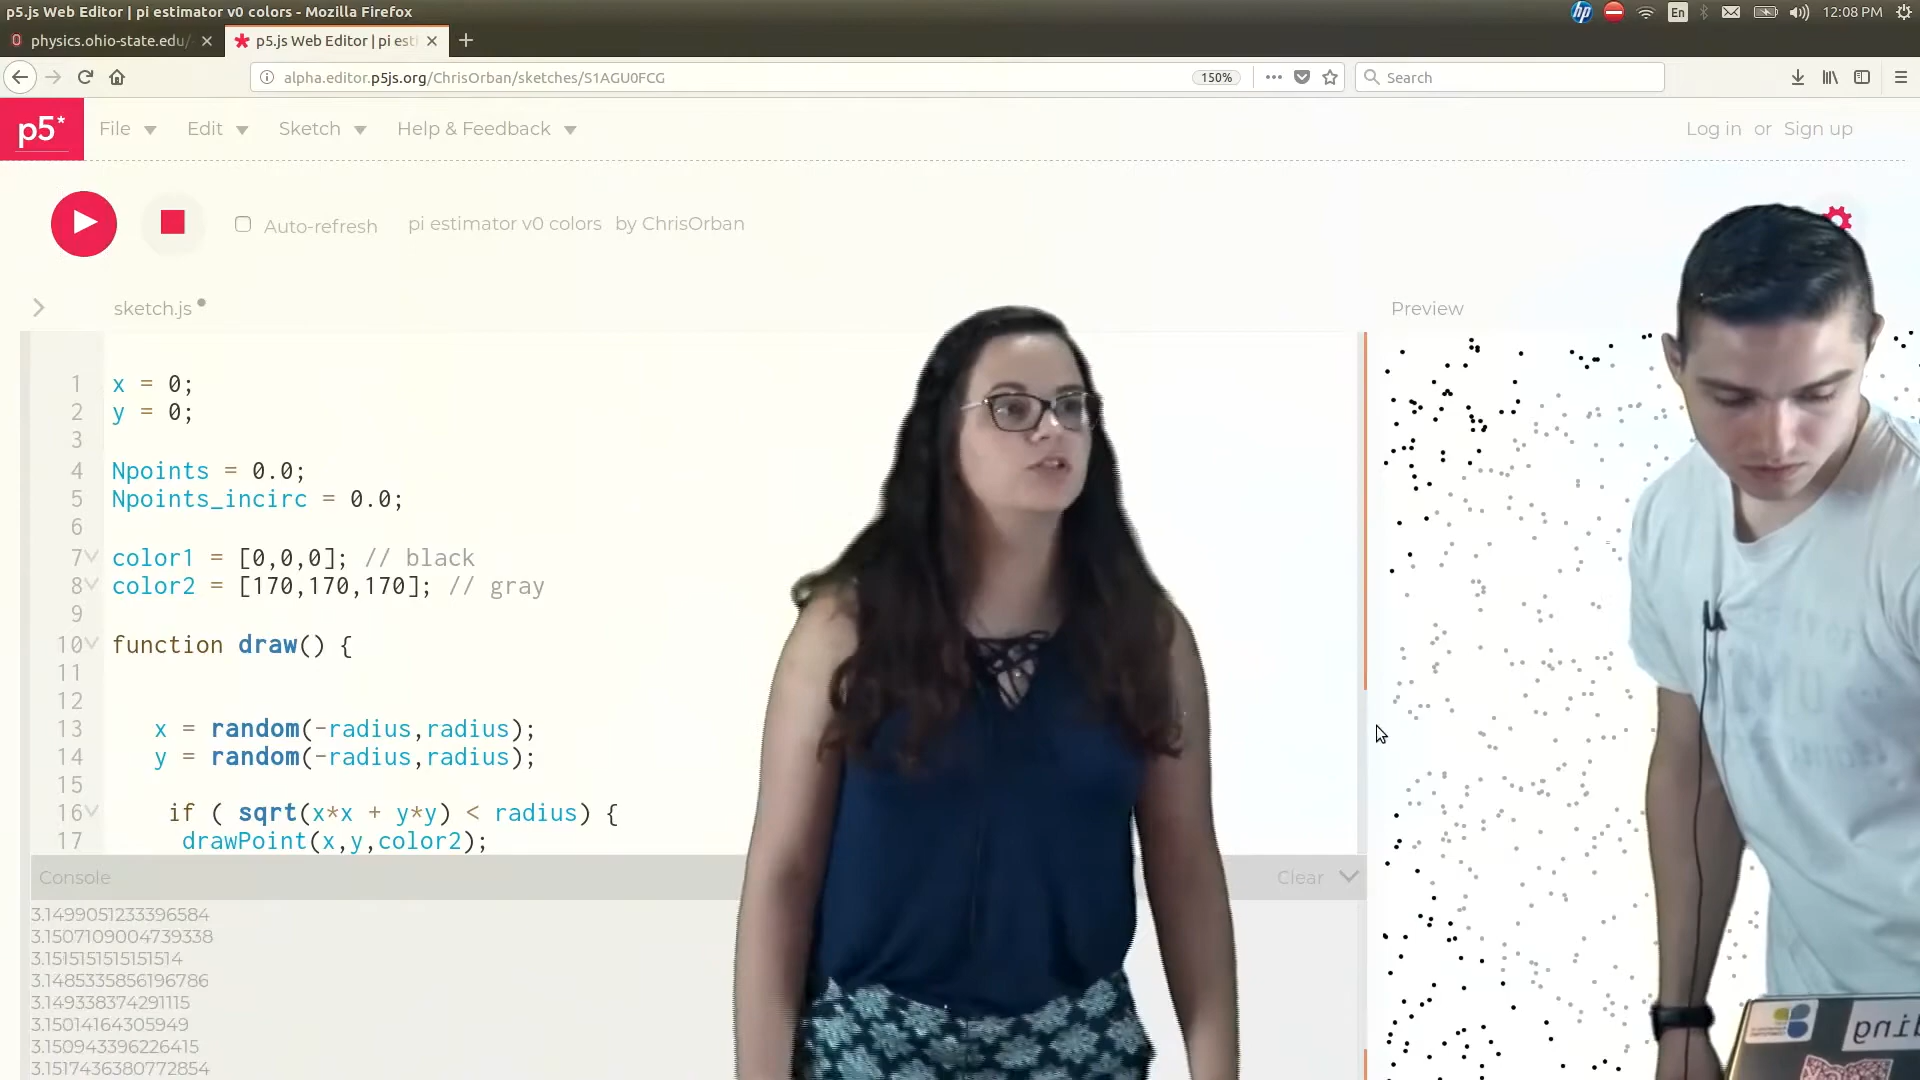 p5.js Web Editor | pi estimator v0 colors - Mozilla Firefox
hp
En
12:08 PM
physics.ohio-state.edu/
p5.js Web Editor | pi est
alpha.editor.p5js.org/ChrisOrban/sketches/S1AGU0FCG
150%
Search
p5*
File
Edit
Sketch
Help & Feedback
Log in or Sign up
Auto-refresh
pi estimator v0 colors by ChrisOrban
sketch.js
Preview
1 x = 0;
2 y = 0;
3
4 Npoints = 0.0;
5 Npoints_incirc = 0.0;
6
7 color1 = [0,0,0]; // black
8 color2 = [170,170,170]; // gray
9
10 function draw() {
11
12
13 x = random(-radius,radius);
14 y = random(-radius,radius);
15
16 if ( sqrt(x*x + y*y) < radius) {
17 drawPoint(x,y,color2);
Console
Clear
3.1499051233396584
3.1507109004739338
3.1515151515151514
3.1485335856196786
3.149338374291115
3.15014164305949
3.150943396226415
3.1517436380772854